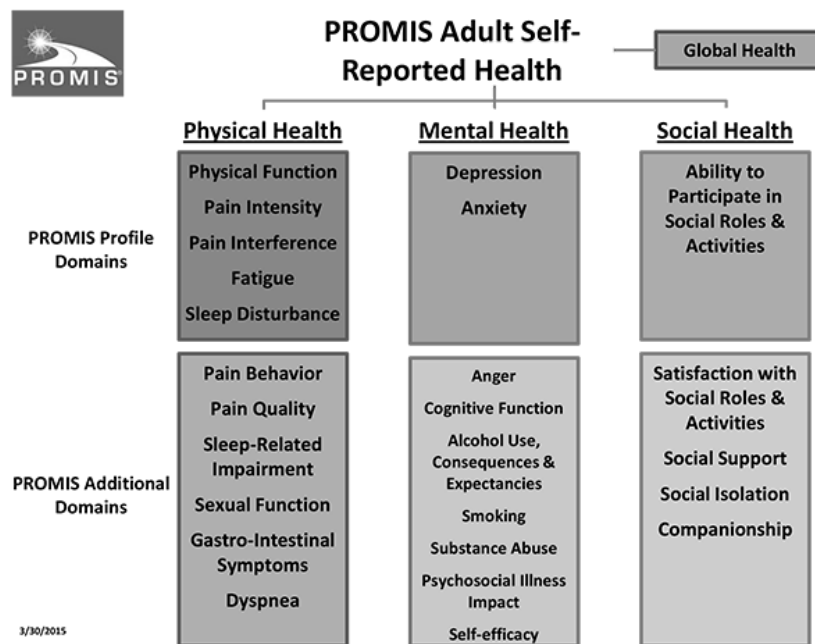 PROMIS®
PROMIS Adult Self-
Reported Health
Global Health
Physical Health
Mental Health
Social Health
PROMIS Profile
Domains
Physical Function
Pain Intensity
Pain Interference
Fatigue
Sleep Disturbance
Depression
Anxiety
Ability to
Participate in
Social Roles &
Activities
PROMIS Additional
Domains
Pain Behavior
Pain Quality
Sleep-Related
Impairment
Sexual Function
Gastro-Intestinal
Symptoms
Dyspnea
Anger
Cognitive Function
Alcohol Use,
Consequences &
Expectancies
Smoking
Substance Abuse
Psychosocial Illness
Impact
Self-efficacy
Satisfaction with
Social Roles &
Activities
Social Support
Social Isolation
Companionship
3/30/2015